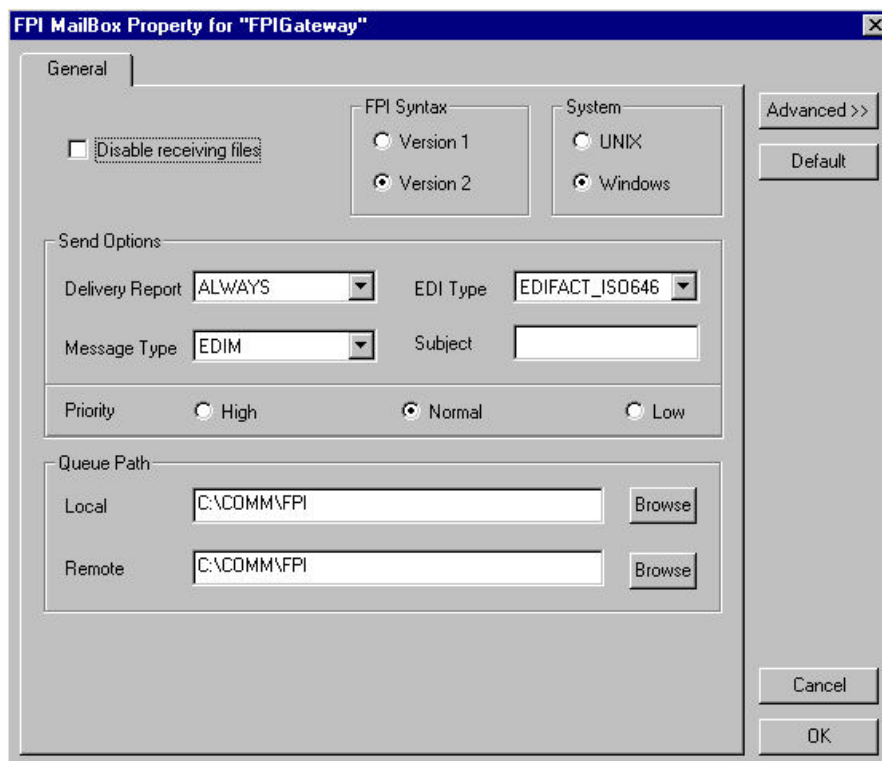 FPI MailBox Property for "FPIGateway"
General
Disable receiving files
FPI Syntax
Version 1
Version 2
System
UNIX
Windows
Advanced >>
Default
Send Options
Delivery Report ALWAYS EDI Type EDIFACT_ISO646
Message Type EDIM Subject
Priority High Normal Low
Queue Path
Local C:\COMM\FPI Browse
Remote C:\COMM\FPI Browse
Cancel
OK